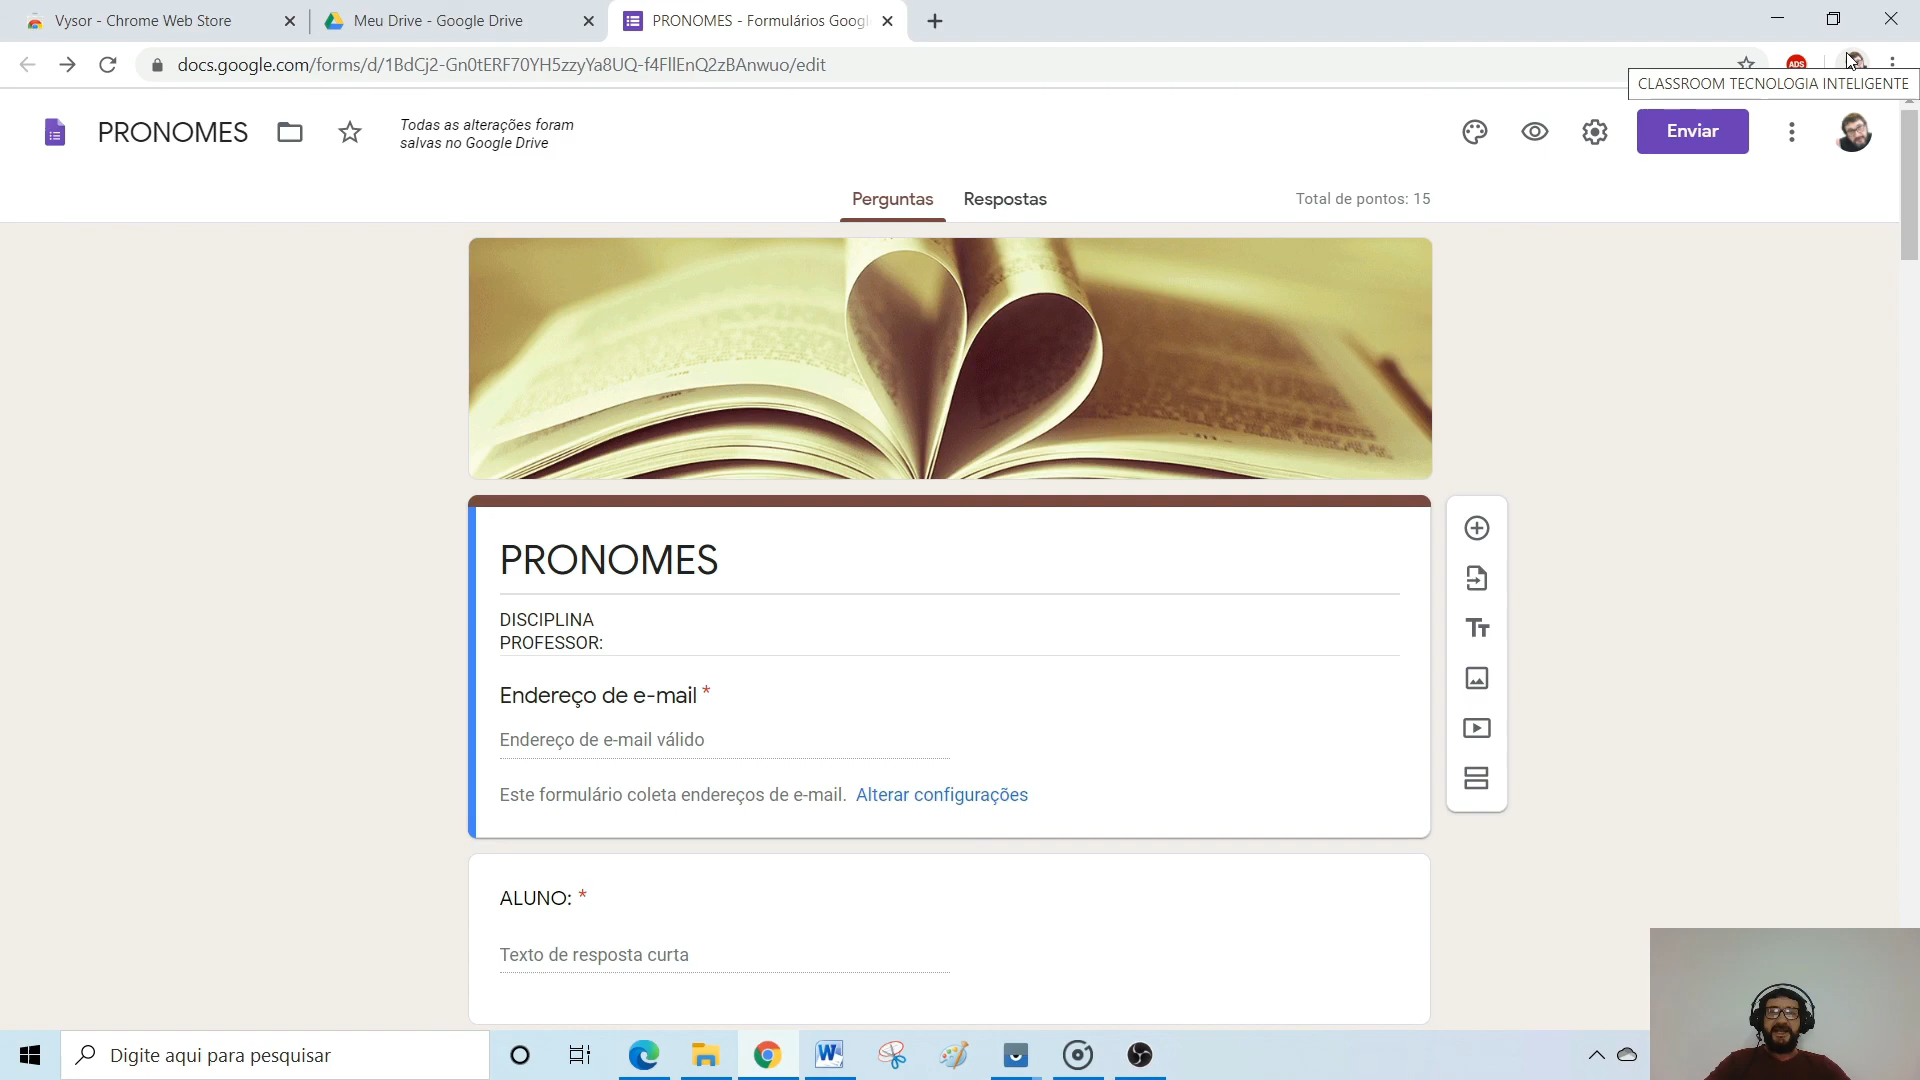 Vysor - Chrome Web Store
Meu Drive - Google Drive
PRONOMES - Formulários Googl
docs.google.com/forms/d/1BdCj2-Gn0tERF70YH5zzyYa8UQ-f4FllEnQ2zBAnwuo/edit
ADS
CLASSROOM TECNOLOGIA INTELIGENTE
PRONOMES
Todas as alterações foram
salvas no Google Drive
Enviar
Perguntas
Respostas
Total de pontos: 15
PRONOMES
DISCIPLINA
PROFESSOR:
Endereço de e-mail *
Endereço de e-mail válido
Este formulário coleta endereços de e-mail. Alterar configurações
ALUNO: *
Texto de resposta curta
Digite aqui para pesquisar